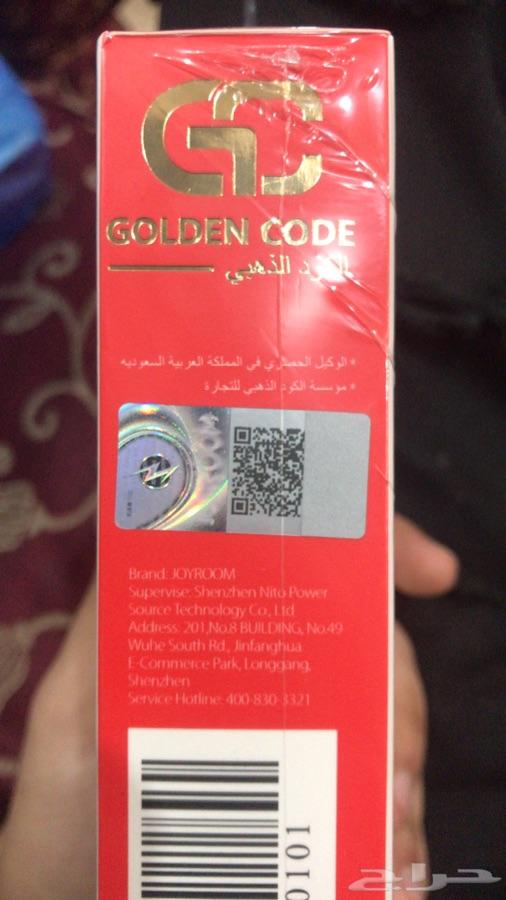 GC
GOLDEN CODE
الكود الذهبي
* الوكيل الحصري في المملكة العربية السعوديه
* موسسة الكود الذهبي للتجارة
Brand: JOYROOM
Supervise: Shenzhen Nito Power
Source Technology Co., Ltd
Address: 201,No.8 BUILDING, No.49
Wuhe South Rd., Jinfanghua
E-Commerce Park, Longgang,
Shenzhen
Service Hotline: 400-830-3321
0101
حراج